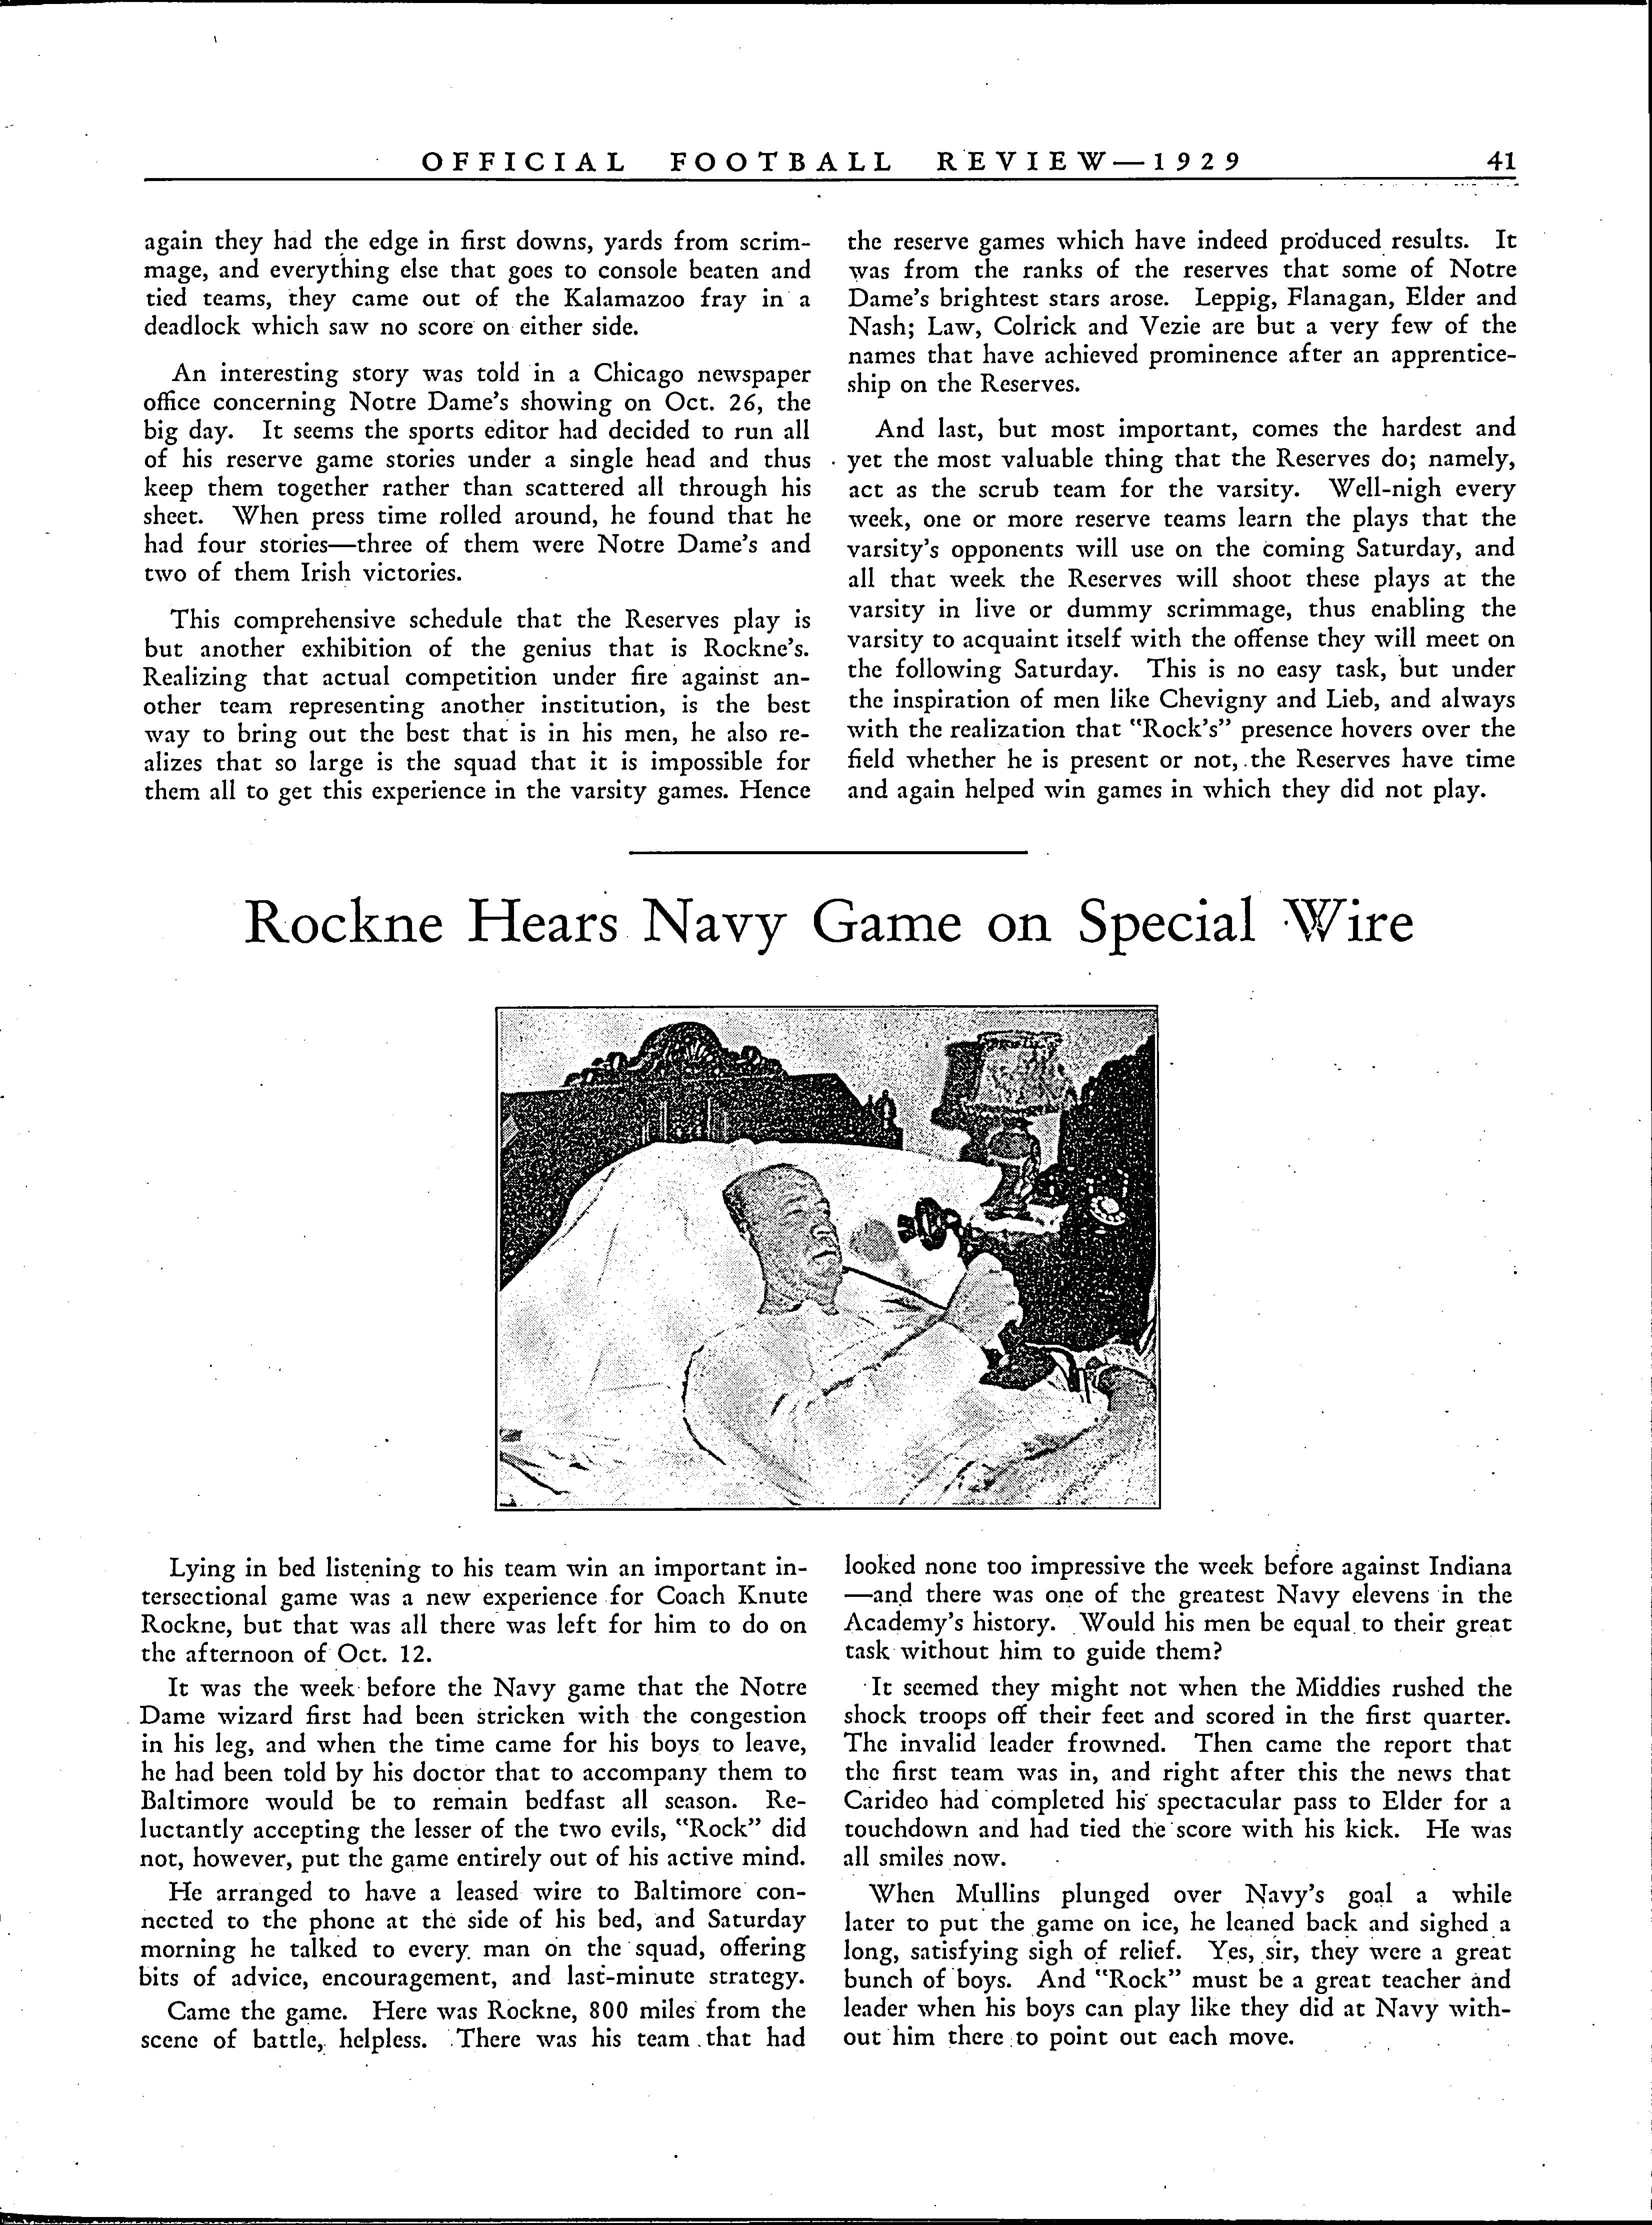 OFFICIAL FOOTBALL REVIEW—1929 41
again they had the edge in first downs, yards from scrim-
mage, and everything else that goes to console beaten and
tied teams, they came out of the Kalamazoo fray in a
deadlock which saw no score on either side.
An interesting story was told in a Chicago newspaper
office concerning Notre Dame's showing on Oct. 26, the
big day. It seems the sports editor had decided to run all
of his reserve game stories under a single head and thus
keep them together rather than scattered all through his
sheet. When press time rolled around, he found that he
had four stories—three of them were Notre Dame's and
two of them Irish victories.
This comprehensive schedule that the Reserves play is
but another exhibition of the genius that is Rockne's.
Realizing that actual competition under fire against an-
other team representing another institution, is the best
way to bring out the best that is in his men, he also re-
alizes that so large is the squad that it is impossible for
them all to get this experience in the varsity games. Hence
the reserve games which have indeed produced results. It
was from the ranks of the reserves that some of Notre
Dame's brightest stars arose. Leppig, Flanagan, Elder and
Nash; Law, Colrick and Vezie are but a very few of the
names that have achieved prominence after an apprentice-
ship on the Reserves.
And last, but most important, comes the hardest and
yet the most valuable thing that the Reserves do; namely,
act as the scrub team for the varsity. Well-nigh every
week, one or more reserve teams learn the plays that the
varsity's opponents will use on the coming Saturday, and
all that week the Reserves will shoot these plays at the
varsity in live or dummy scrimmage, thus enabling the
varsity to acquaint itself with the offense they will meet on
the following Saturday. This is no easy task, but under
the inspiration of men like Chevigny and Lieb, and always
with the realization that "Rock's" presence hovers over the
field whether he is present or not, the Reserves have time
and again helped win games in which they did not play.
Rockne Hears Navy Game on Special Wire
Lying in bed listening to his team win an important in-
tersectional game was a new experience for Coach Knute
Rockne, but that was all there was left for him to do on
the afternoon of Oct. 12.
It was the week before the Navy game that the Notre
Dame wizard first had been stricken with the congestion
in his leg, and when the time came for his boys to leave,
he had been told by his doctor that to accompany them to
Baltimore would be to remain bedfast all season. Re-
luctantly accepting the lesser of the two evils, "Rock" did
not, however, put the game entirely out of his active mind.
He arranged to have a leased wire to Baltimore con-
nected to the phone at the side of his bed, and Saturday
morning he talked to every man on the squad, offering
bits of advice, encouragement, and last-minute strategy.
Came the game. Here was Rockne, 800 miles from the
scene of battle, helpless. There was his team that had
looked none too impressive the week before against Indiana
—and there was one of the greatest Navy elevens in the
Academy's history. Would his men be equal to their great
task without him to guide them?
It seemed they might not when the Middies rushed the
shock troops off their feet and scored in the first quarter.
The invalid leader frowned. Then came the report that
the first team was in, and right after this the news that
Carideo had completed his spectacular pass to Elder for a
touchdown and had tied the score with his kick. He was
all smiles now.
When Mullins plunged over Navy's goal a while
later to put the game on ice, he leaned back and sighed a
long, satisfying sigh of relief. Yes, sir, they were a great
bunch of boys. And "Rock" must be a great teacher and
leader when his boys can play like they did at Navy with-
out him there to point out each move.